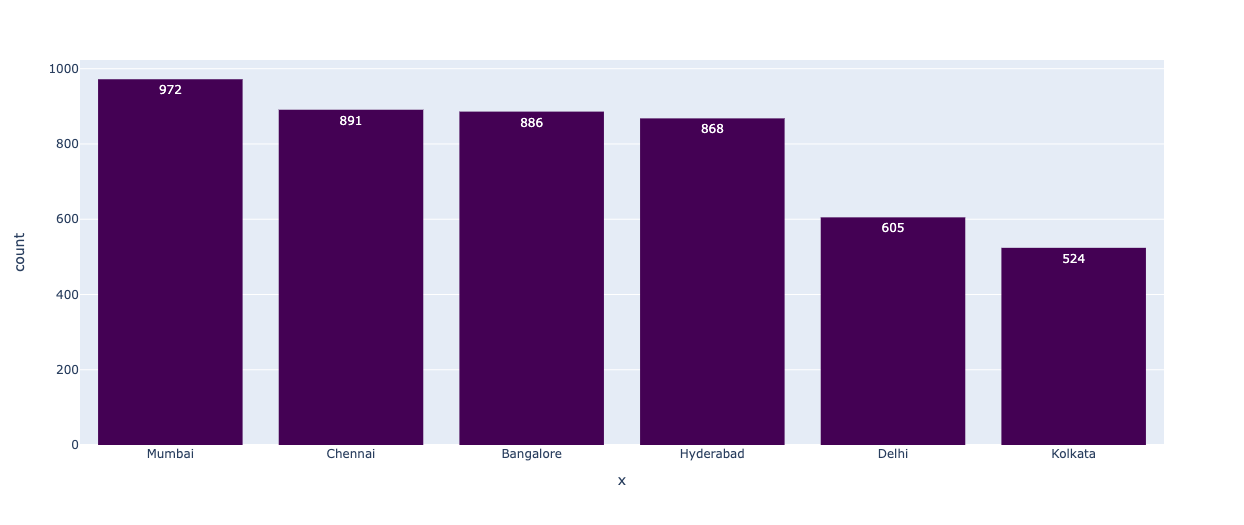 1000
800
600
400
200
0
count
972
891
886
868
605
524
Mumbai
Chennai
Bangalore
Hyderabad
Delhi
Kolkata
x